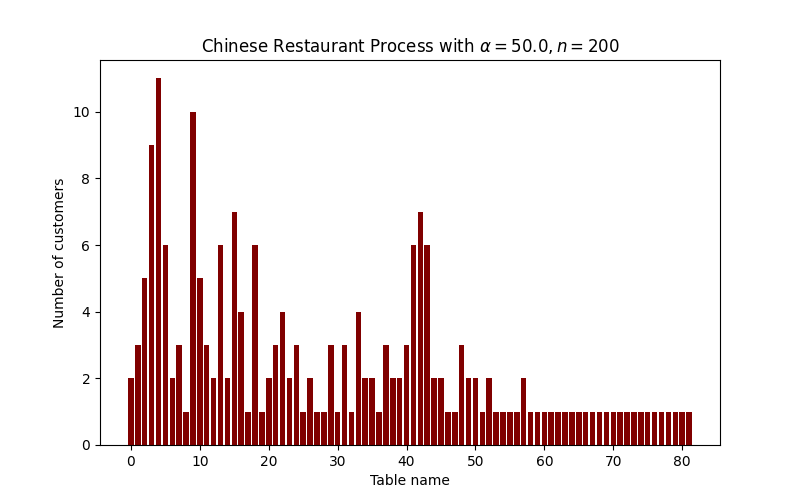 Chinese Restaurant Process with α = 50.0, n = 200
Number of customers
10
8
6
4
2
0
0 10 20 30 40 50 60 70 80
Table name